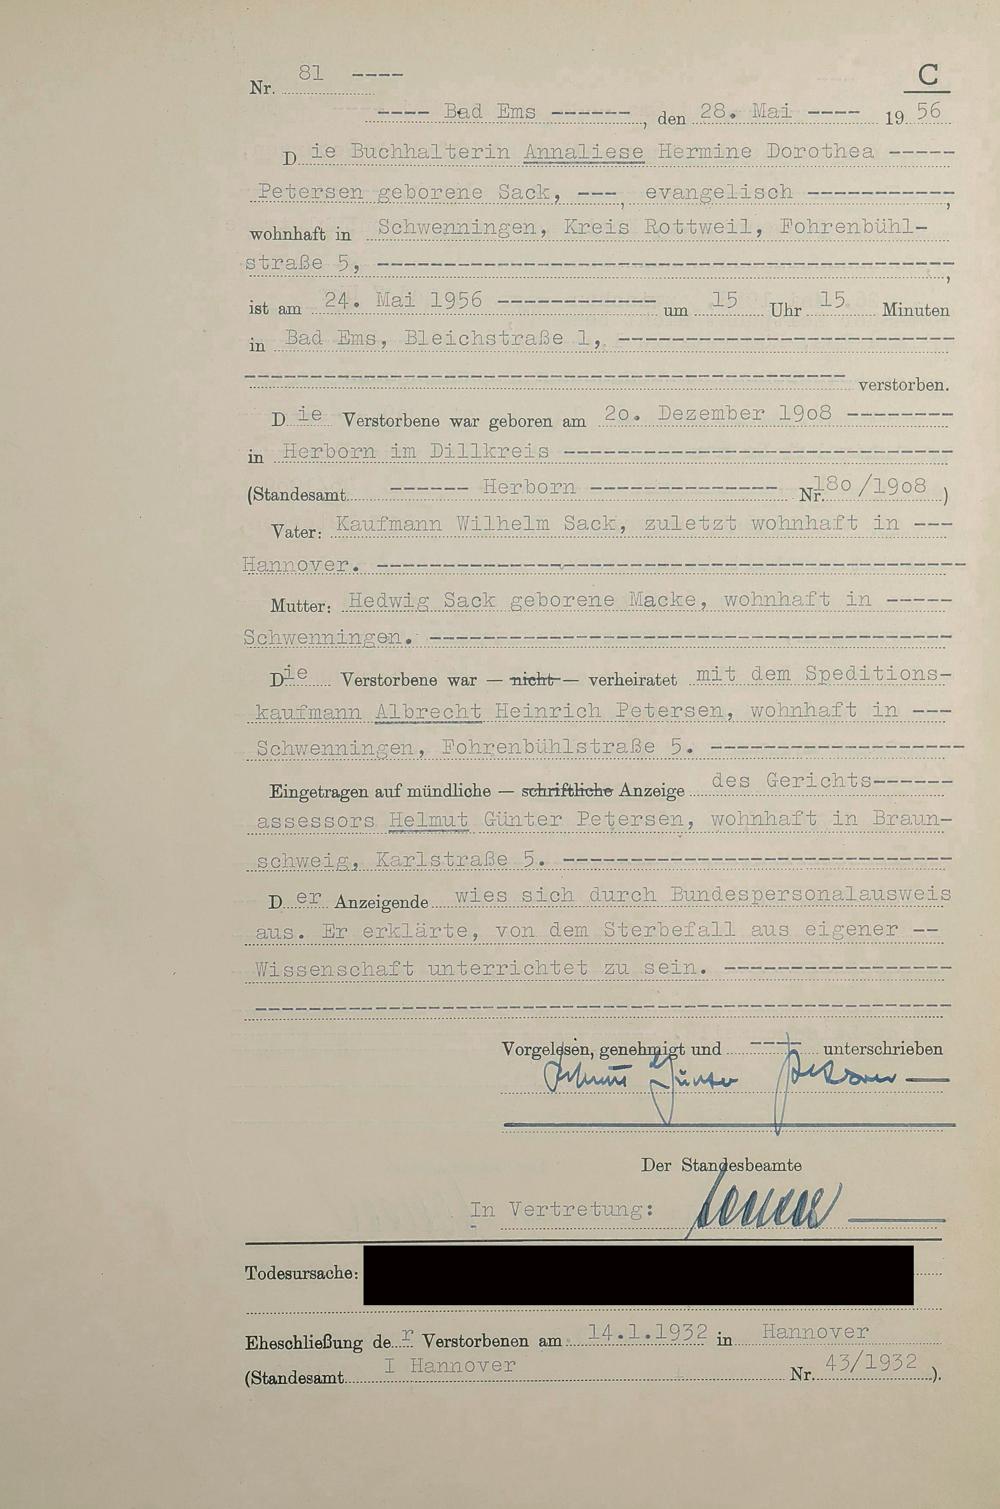 Nr. 81 ----
C
---- Bad Ems ------, den 28. Mai ---- 19 56
Die Buchhalterin Annaliese Hermine Dorothea -----
Petersen geborene Sack, ---, evangelisch -----------,
wohnhaft in Schwenningen, Kreis Rottweil, Fohrenbühl-
straße 5, -------------------------------------------,
ist am 24. Mai 1956 ------------ um 15 Uhr 15 Minuten
in Bad Ems, Bleichstraße 1, -------------------------
--------------------------------------------- verstorben.
Die Verstorbene war geboren am 2o. Dezember 19o8 --------
in Herborn im Dillkreis -----------------------------
(Standesamt ------ Herborn -------------- Nr. 18o/19o8 )
Vater: Kaufmann Wilhelm Sack, zuletzt wohnhaft in ---
Hannover. --------------------------------------------
Mutter: Hedwig Sack geborene Macke, wohnhaft in -----
Schwenningen. ---------------------------------------
Die Verstorbene war — nicht — verheiratet mit dem Speditions-
kaufmann Albrecht Heinrich Petersen, wohnhaft in ---
Schwenningen, Fohrenbühlstraße 5. -------------------
Eingetragen auf mündliche — schriftliche Anzeige des Gerichts------
assessors Helmut Günter Petersen, wohnhaft in Braun-
schweig, Karlstraße 5. -----------------------------
Der Anzeigende wies sich durch Bundespersonalausweis
aus. Er erklärte, von dem Sterbefall aus eigener --
Wissenschaft unterrichtet zu sein. -----------------
----------------------------------------------------
Vorgelesen, genehmigt und ---- unterschrieben
Helmut Günter Petersen
Der Standesbeamte
In Vertretung:
Todesursache:
Eheschließung der Verstorbenen am 14.1.1932 in Hannover
(Standesamt I Hannover Nr. 43/1932 ).